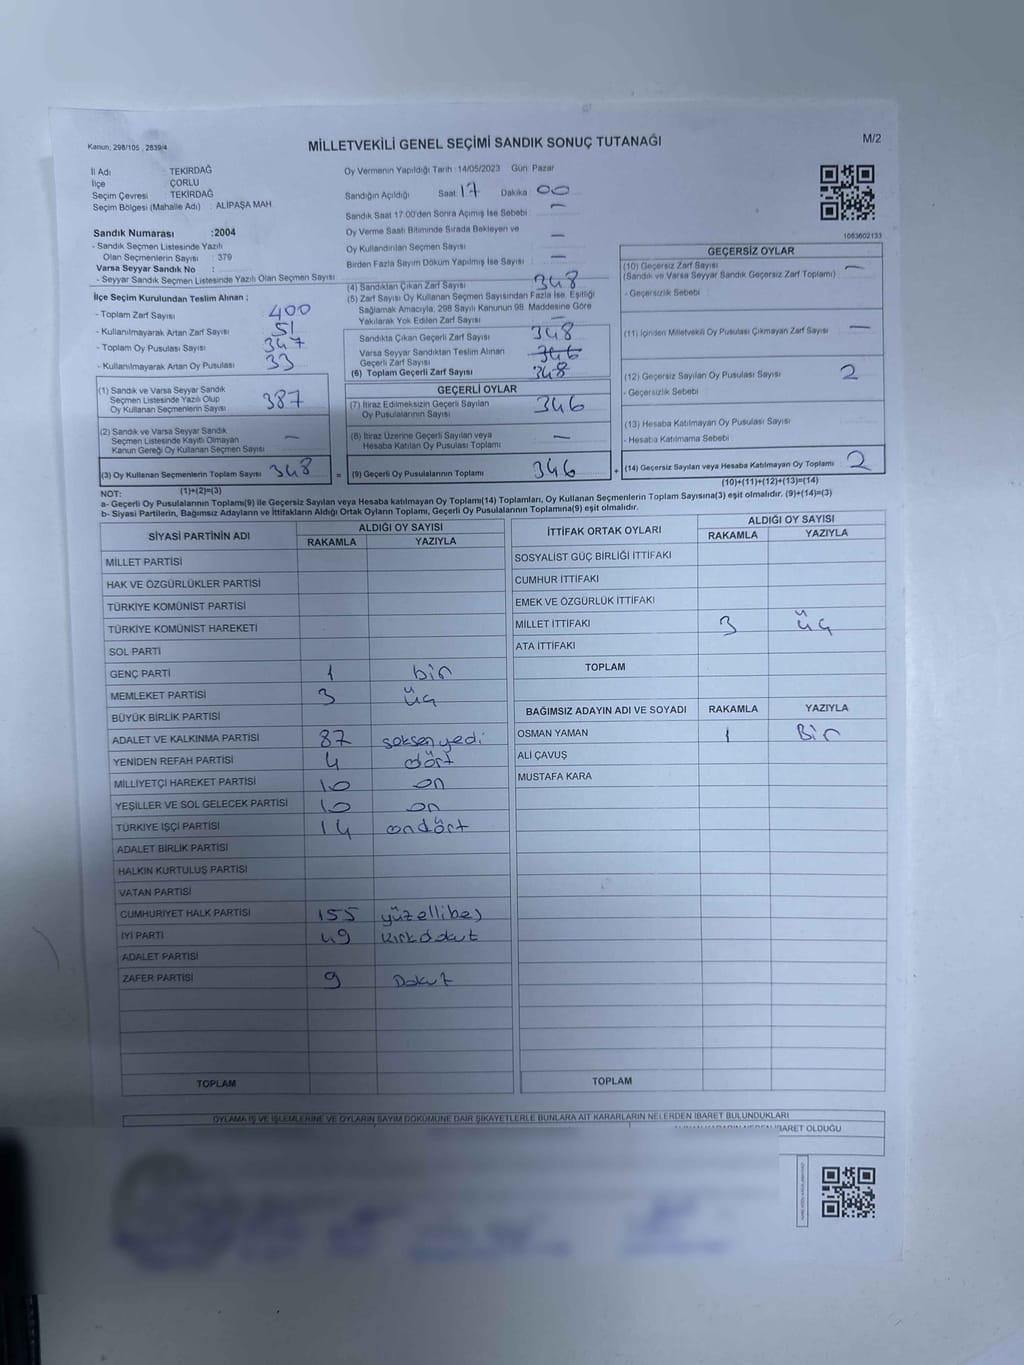 Kanun; 298/105 , 2839/4
MİLLETVEKİLİ GENEL SEÇİMİ SANDIK SONUÇ TUTANAĞI
M/2
İl Adı : TEKİRDAĞ
İlçe : ÇORLU
Seçim Çevresi : TEKİRDAĞ
Seçim Bölgesi (Mahalle Adı) : ALİPAŞA MAH
Oy Vermenin Yapıldığı Tarih :14/05/2023 Gün: Pazar
Sandığın Açıldığı Saat: 17 Dakika 00
Sandık Saat 17:00'den Sonra Açılmış İse Sebebi –
Oy Verme Saati Bitiminde Sırada Bekleyen ve
Oy Kullandırılan Seçmen Sayısı –
Birden Fazla Sayım Döküm Yapılmış İse Sayısı : –
1083602133
Sandık Numarası :2004
- Sandık Seçmen Listesinde Yazılı
Olan Seçmenlerin Sayısı : 379
Varsa Seyyar Sandık No :
- Seyyar Sandık Seçmen Listesinde Yazılı Olan Seçmen Sayısı :
İlçe Seçim Kurulundan Teslim Alınan ;
- Toplam Zarf Sayısı : 400
- Kullanılmayarak Artan Zarf Sayısı : 51
- Toplam Oy Pusulası Sayısı : 347
- Kullanılmayarak Artan Oy Pusulası : 33
(1) Sandık ve Varsa Seyyar Sandık
Seçmen Listesinde Yazılı Olup
Oy Kullanan Seçmenlerin Sayısı : 387
(2) Sandık ve Varsa Seyyar Sandık
Seçmen Listesinde Kayıtlı Olmayan
Kanun Gereği Oy Kullanan Seçmen Sayısı : –
(3) Oy Kullanan Seçmenlerin Toplam Sayısı : 348
(1)+(2)=(3)
(4) Sandıktan Çıkan Zarf Sayısı : 348
(5) Zarf Sayısı Oy Kullanan Seçmen Sayısından Fazla İse, Eşitliği
Sağlamak Amacıyla; 298 Sayılı Kanunun 98. Maddesine Göre
Yakılarak Yok Edilen Zarf Sayısı : –
Sandıkta Çıkan Geçerli Zarf Sayısı : 348
Varsa Seyyar Sandıktan Teslim Alınan
Geçerli Zarf Sayısı : 346
(6) Toplam Geçerli Zarf Sayısı : 348
GEÇERLİ OYLAR
(7) İtiraz Edilmeksizin Geçerli Sayılan
Oy Pusulalarının Sayısı : 346
(8) İtiraz Üzerine Geçerli Sayılan veya
Hesaba Katılan Oy Pusulası Toplamı : –
= (9) Geçerli Oy Pusulalarının Toplamı : 346
GEÇERSİZ OYLAR
(10) Geçersiz Zarf Sayısı
(Sandık ve Varsa Seyyar Sandık Geçersiz Zarf Toplamı) : –
- Geçersizlik Sebebi :
(11) İçinden Milletvekili Oy Pusulası Çıkmayan Zarf Sayısı : –
(12) Geçersiz Sayılan Oy Pusulası Sayısı : 2
- Geçersizlik Sebebi :
(13) Hesaba Katılmayan Oy Pusulası Sayısı :
- Hesaba Katılmama Sebebi :
+ (14) Geçersiz Sayılan veya Hesaba Katılmayan Oy Toplamı : 2
(10)+(11)+(12)+(13)=(14)
NOT:
a- Geçerli Oy Pusulalarının Toplamı(9) ile Geçersiz Sayılan veya Hesaba katılmayan Oy Toplamı(14) Toplamları, Oy Kullanan Seçmenlerin Toplam Sayısına(3) eşit olmalıdır. (9)+(14)=(3)
b- Siyasi Partilerin, Bağımsız Adayların ve İttifakların Aldığı Ortak Oyların Toplamı, Geçerli Oy Pusulalarının Toplamına(9) eşit olmalıdır.
SİYASİ PARTİNİN ADI ALDIĞI OY SAYISI
RAKAMLA YAZIYLA
MİLLET PARTİSİ
HAK VE ÖZGÜRLÜKLER PARTİSİ
TÜRKİYE KOMÜNİST PARTİSİ
TÜRKİYE KOMÜNİST HAREKETİ
SOL PARTİ
GENÇ PARTİ 1 bir
MEMLEKET PARTİSİ 3 üç
BÜYÜK BİRLİK PARTİSİ
ADALET VE KALKINMA PARTİSİ 87 seksenyedi
YENİDEN REFAH PARTİSİ 4 dört
MİLLİYETÇİ HAREKET PARTİSİ 10 on
YEŞİLLER VE SOL GELECEK PARTİSİ 10 on
TÜRKİYE İŞÇİ PARTİSİ 14 ondört
ADALET BİRLİK PARTİSİ
HALKIN KURTULUŞ PARTİSİ
VATAN PARTİSİ
CUMHURİYET HALK PARTİSİ 155 yüzellibeş
İYİ PARTİ 49 kırkdokuz
ADALET PARTİSİ
ZAFER PARTİSİ 9 Dokuz
TOPLAM
İTTİFAK ORTAK OYLARI ALDIĞI OY SAYISI
RAKAMLA YAZIYLA
SOSYALİST GÜÇ BİRLİĞİ İTTİFAKI
CUMHUR İTTİFAKI
EMEK VE ÖZGÜRLÜK İTTİFAKI
MİLLET İTTİFAKI 3 üç
ATA İTTİFAKI
TOPLAM
BAĞIMSIZ ADAYIN ADI VE SOYADI RAKAMLA YAZIYLA
OSMAN YAMAN 1 Bir
ALİ ÇAVUŞ
MUSTAFA KARA
TOPLAM
OYLAMA İŞ VE İŞLEMLERİNE VE OYLARIN SAYIM DÖKÜMÜNE DAİR ŞİKAYETLERLE BUNLARA AİT KARARLARIN NELERDEN İBARET BULUNDUKLARI
İBARET OLDUĞU